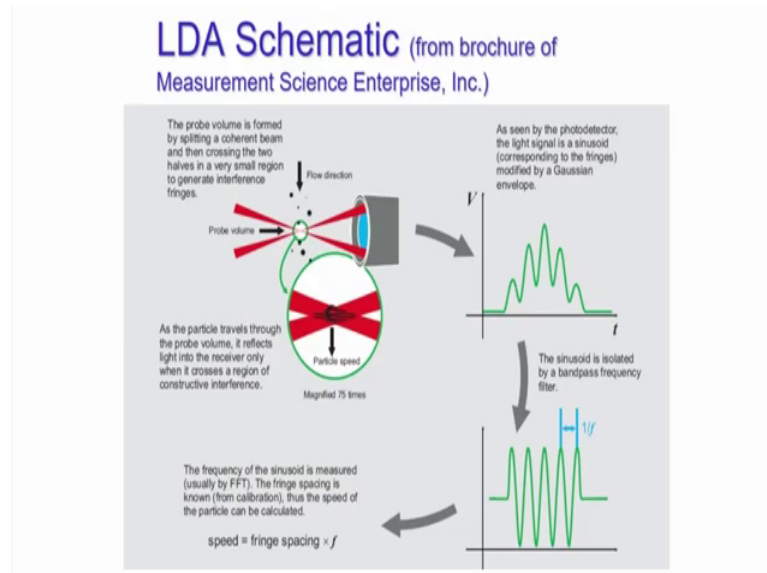 LDA Schematic (from brochure of
Measurement Science Enterprise, Inc.)
The probe volume is formed
by splitting a coherent beam
and then crossing the two
halves in a very small region
to generate interference
fringes.
Flow direction
Probe volume
As the particle travels through
the probe volume, it reflects
light into the receiver only
when it crosses a region of
constructive interference.
Particle speed
Magnified 75 times
As seen by the photodetector,
the light signal is a sinusoid
(corresponding to the fringes)
modified by a Gaussian
envelope.
V
t
The sinusoid is isolated
by a bandpass frequency
filter.
1/f
The frequency of the sinusoid is measured
(usually by FFT). The fringe spacing is
known (from calibration), thus the speed of
the particle can be calculated.
speed = fringe spacing × f